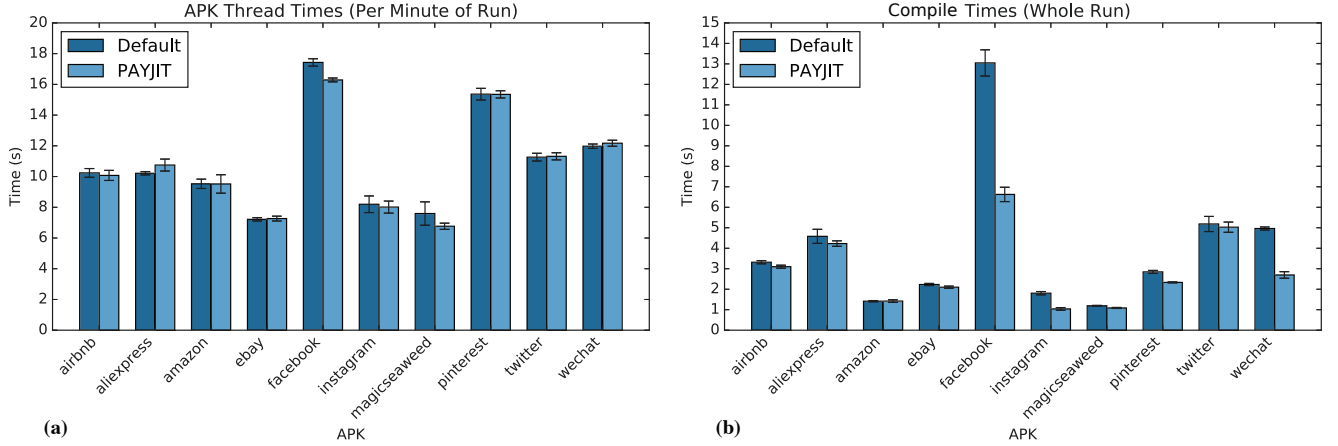 APK Thread Times (Per Minute of Run)
20
18
16
14
12
10
8
6
4
2
0
Time (s)
Default
PAYJIT
airbnb
aliexpress
amazon
ebay
facebook
instagram
magicseaweed
pinterest
twitter
wechat
APK
(a)
Compile Times (Whole Run)
15
14
13
12
11
10
9
8
7
6
5
4
3
2
1
0
Time (s)
Default
PAYJIT
airbnb
aliexpress
amazon
ebay
facebook
instagram
magicseaweed
pinterest
twitter
wechat
APK
(b)